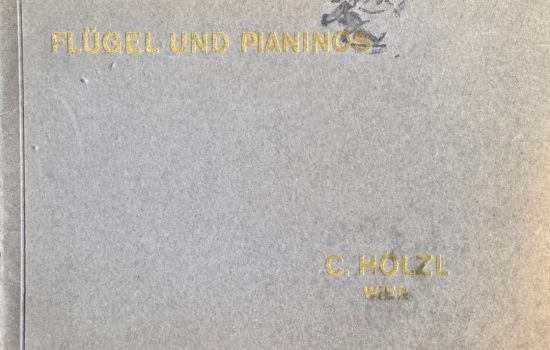 FLÜGEL UND PIANINOS
C. HÖLZL
WIEN